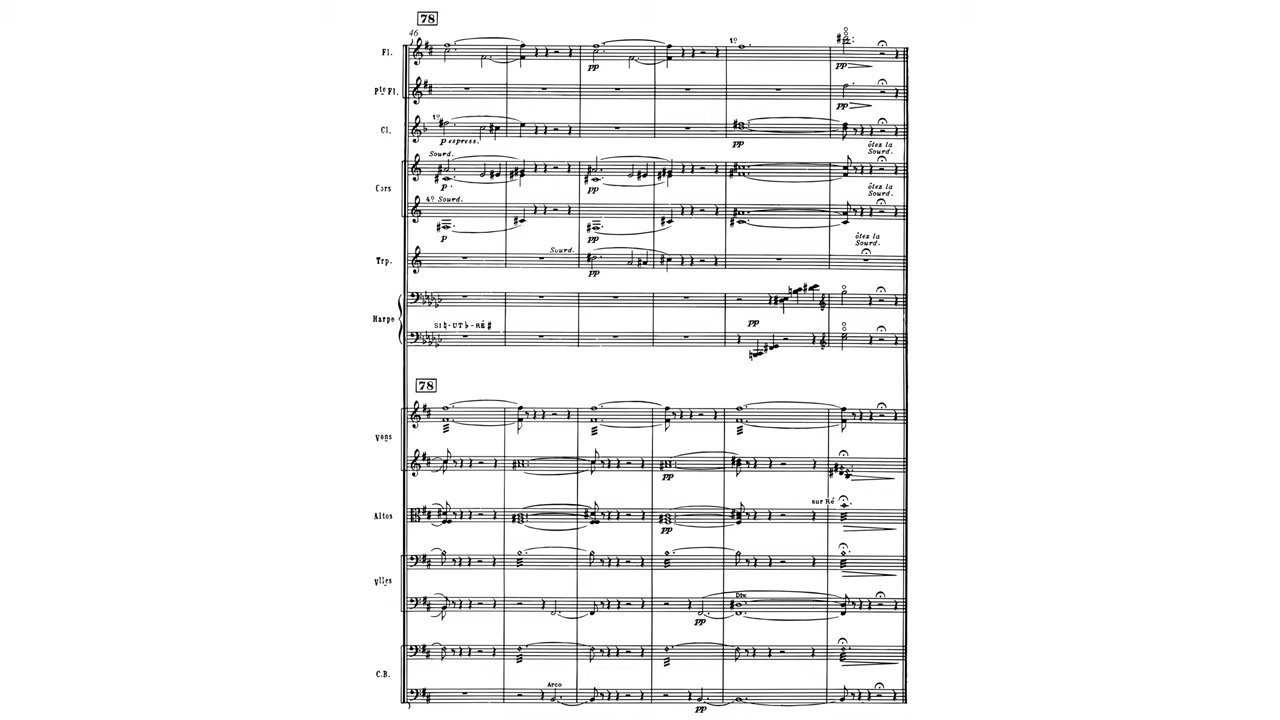 78
46
Fl.
1º
pp
pp
Pte Fl.
pp
Cl.
1º
p espress.
pp
ôtez la
Sourd.
Cors
Sourd.
p
pp
ôtez la
Sourd.
4º Sourd.
p
pp
ôtez la
Sourd.
Trp.
Sourd.
pp
Harpe
pp
SI♮-UT♭-RÉ♯
78
Vons
pp
Altos
sur Ré
pp
Vlles
Div.
pp
C.B.
Arco
pp